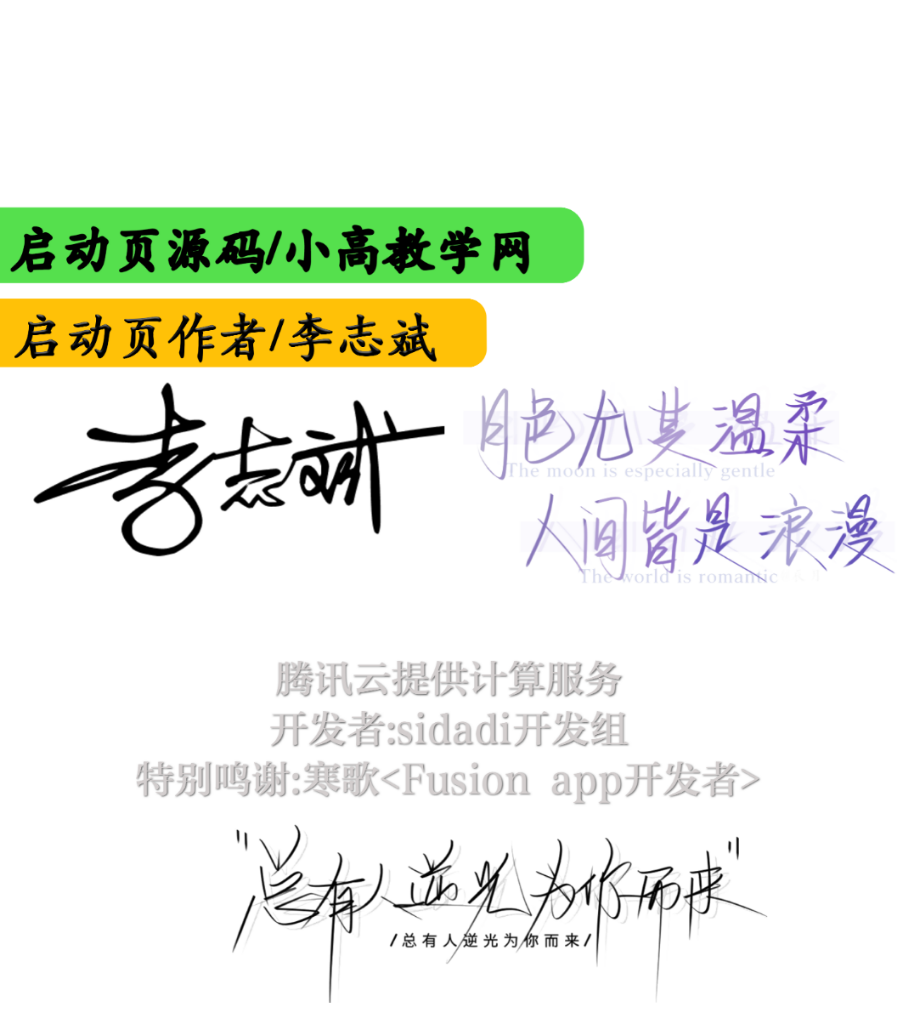 启动页源码/小高教学网
启动页作者/李志斌
李志斌
月色尤其温柔
The moon is especially gentle
人间皆是浪漫
The world is romantic
腾讯云提供计算服务
开发者:sidadi开发组
特别鸣谢:寒歌<Fusion app开发者>
"总有人逆光为你而来"
/总有人逆光为你而来/